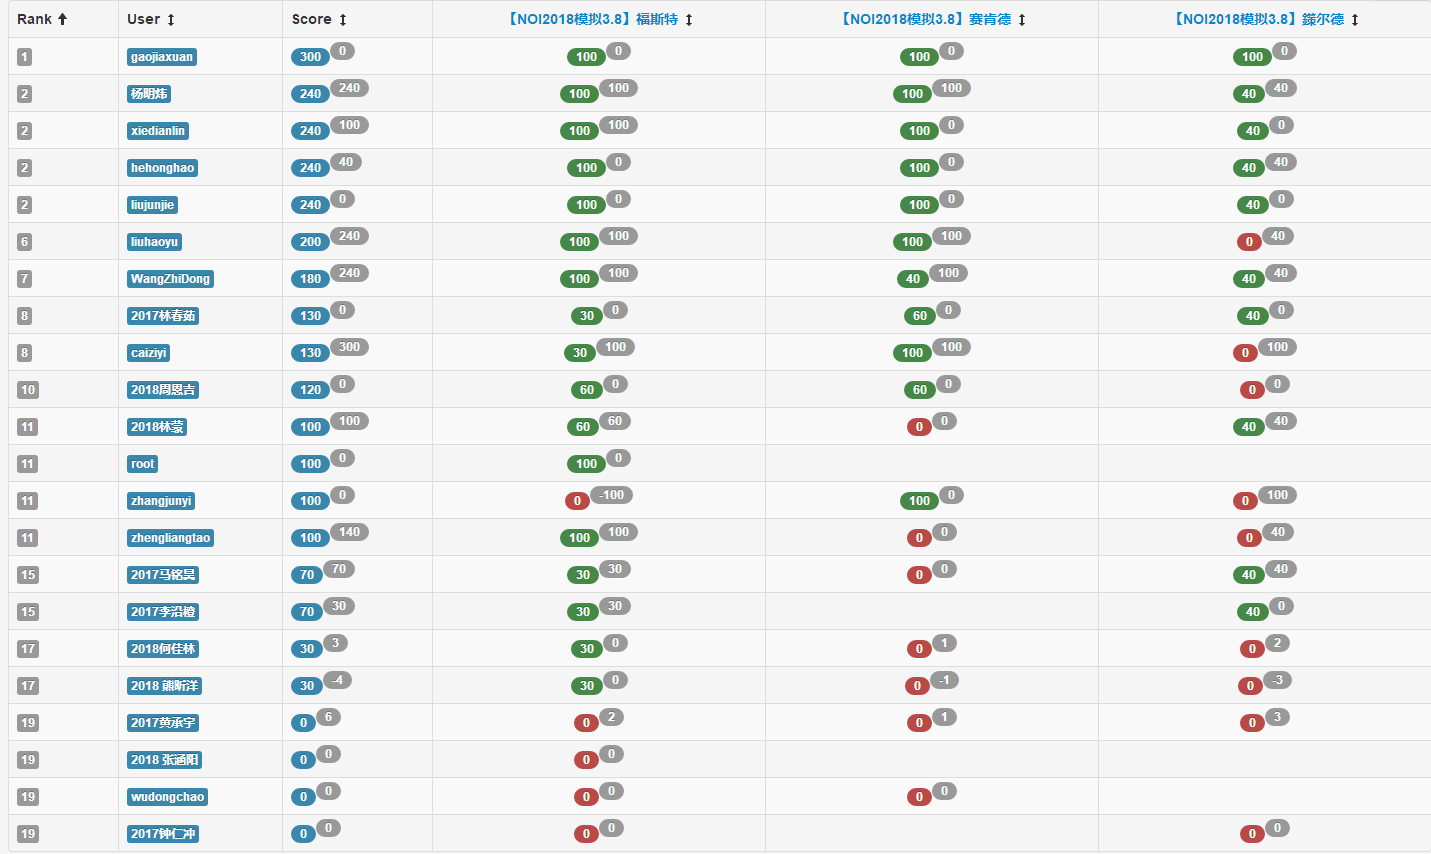 Rank User Score 【NOI2018模拟3.8】福斯特 【NOI2018模拟3.8】赛肯德 【NOI2018模拟3.8】鏺尔德
1 gaojiaxuan 300 0 100 0 100 0 100 0
2 杨明炜 240 240 100 100 100 100 40 40
2 xiedianlin 240 100 100 100 100 0 40 0
2 hehonghao 240 40 100 0 100 0 40 40
2 liujunjie 240 0 100 0 100 0 40 0
6 liuhaoyu 200 240 100 100 100 100 0 40
7 WangZhiDong 180 240 100 100 40 100 40 40
8 2017林春茹 130 0 30 0 60 0 40 0
8 caiziyi 130 300 30 100 100 100 0 100
10 2018周恩吉 120 0 60 0 60 0 0 0
11 2018林蓥 100 100 60 60 0 0 40 40
11 root 100 0 100 0
11 zhangjunyi 100 0 0 -100 100 0 0 100
11 zhengliangtao 100 140 100 100 0 0 0 40
15 2017马铭昊 70 70 30 30 0 0 40 40
15 2017李沿橙 70 30 30 30 40 0
17 2018何佳林 30 3 30 0 0 1 0 2
17 2018 熊昕洋 30 -4 30 0 0 -1 0 -3
19 2017黄承宇 0 6 0 2 0 1 0 3
19 2018 张涵阳 0 0 0 0
19 wudongchao 0 0 0 0 0 0
19 2017钟仁冲 0 0 0 0 0 0